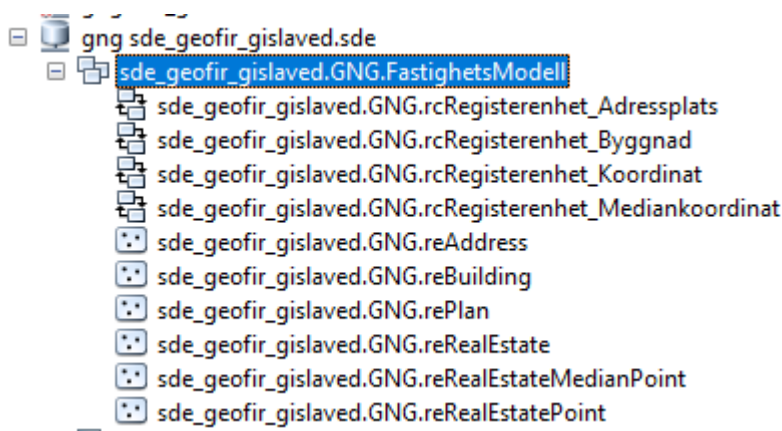 gng sde_geofir_gislaved.sde
sde_geofir_gislaved.GNG.FastighetsModell
sde_geofir_gislaved.GNG.rcRegisterenhet_Adressplats
sde_geofir_gislaved.GNG.rcRegisterenhet_Byggnad
sde_geofir_gislaved.GNG.rcRegisterenhet_Koordinat
sde_geofir_gislaved.GNG.rcRegisterenhet_Mediankoordinat
sde_geofir_gislaved.GNG.reAddress
sde_geofir_gislaved.GNG.reBuilding
sde_geofir_gislaved.GNG.rePlan
sde_geofir_gislaved.GNG.reRealEstate
sde_geofir_gislaved.GNG.reRealEstateMedianPoint
sde_geofir_gislaved.GNG.reRealEstatePoint